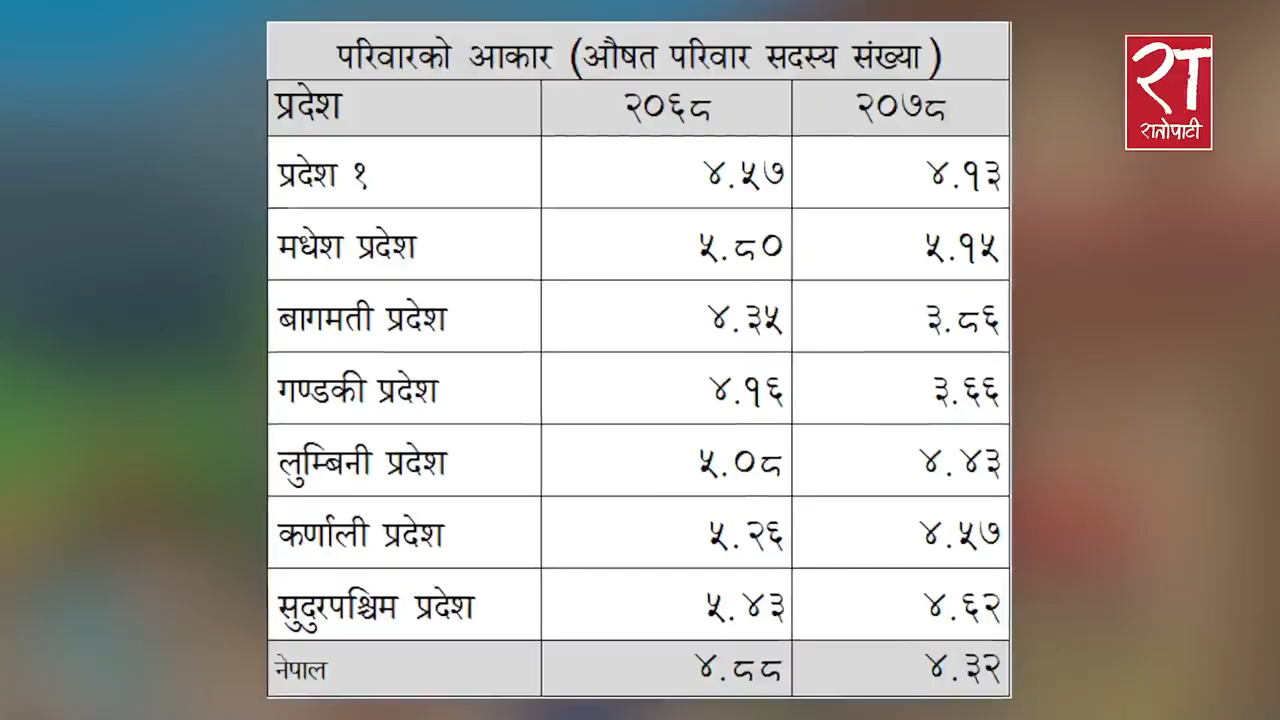 परिवारको आकार (औषत परिवार सदस्य संख्या)
प्रदेश २०६८ २०७८
प्रदेश १ ४.५७ ४.१३
मधेश प्रदेश ५.८० ५.१५
बागमती प्रदेश ४.३५ ३.८६
गण्डकी प्रदेश ४.१६ ३.६६
लुम्बिनी प्रदेश ५.०८ ४.४३
कर्णाली प्रदेश ५.२६ ४.५७
सुदुरपश्चिम प्रदेश ५.४३ ४.६२
नेपाल ४.८८ ४.३२
रा
रातोपाटी